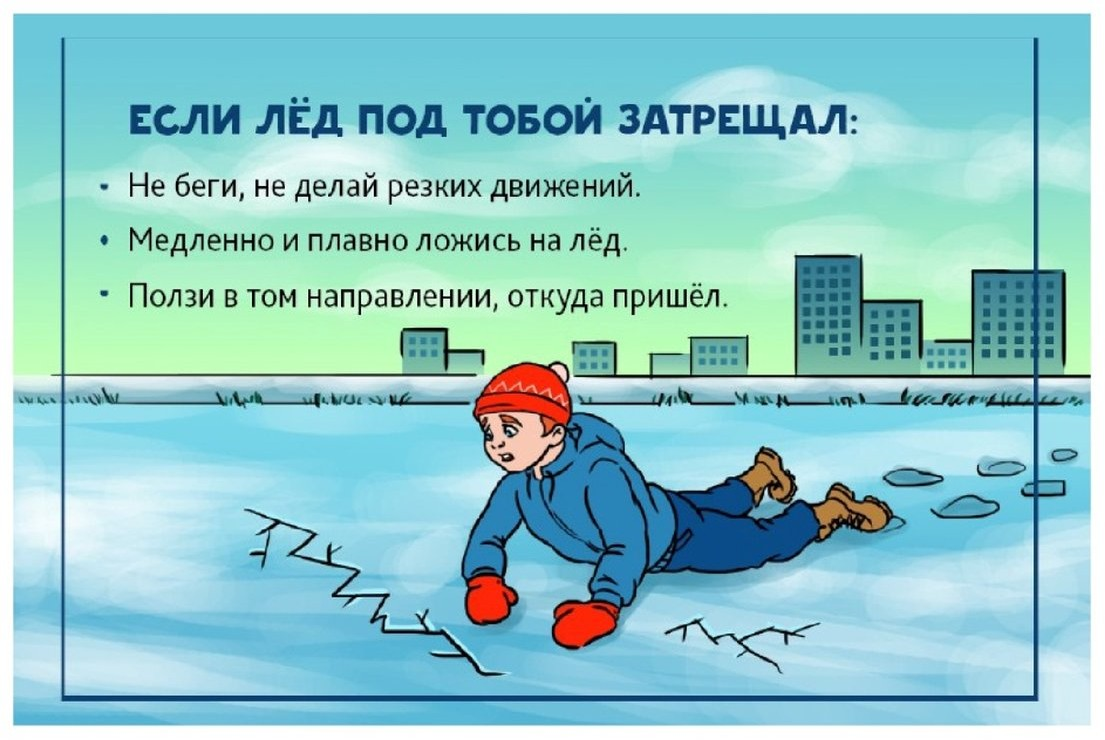 ЕСЛИ ЛЁД ПОД ТОБОЙ ЗАТРЕЩАЛ:
- Не беги, не делай резких движений.
• Медленно и плавно ложись на лёд.
- Ползи в том направлении, откуда пришёл.